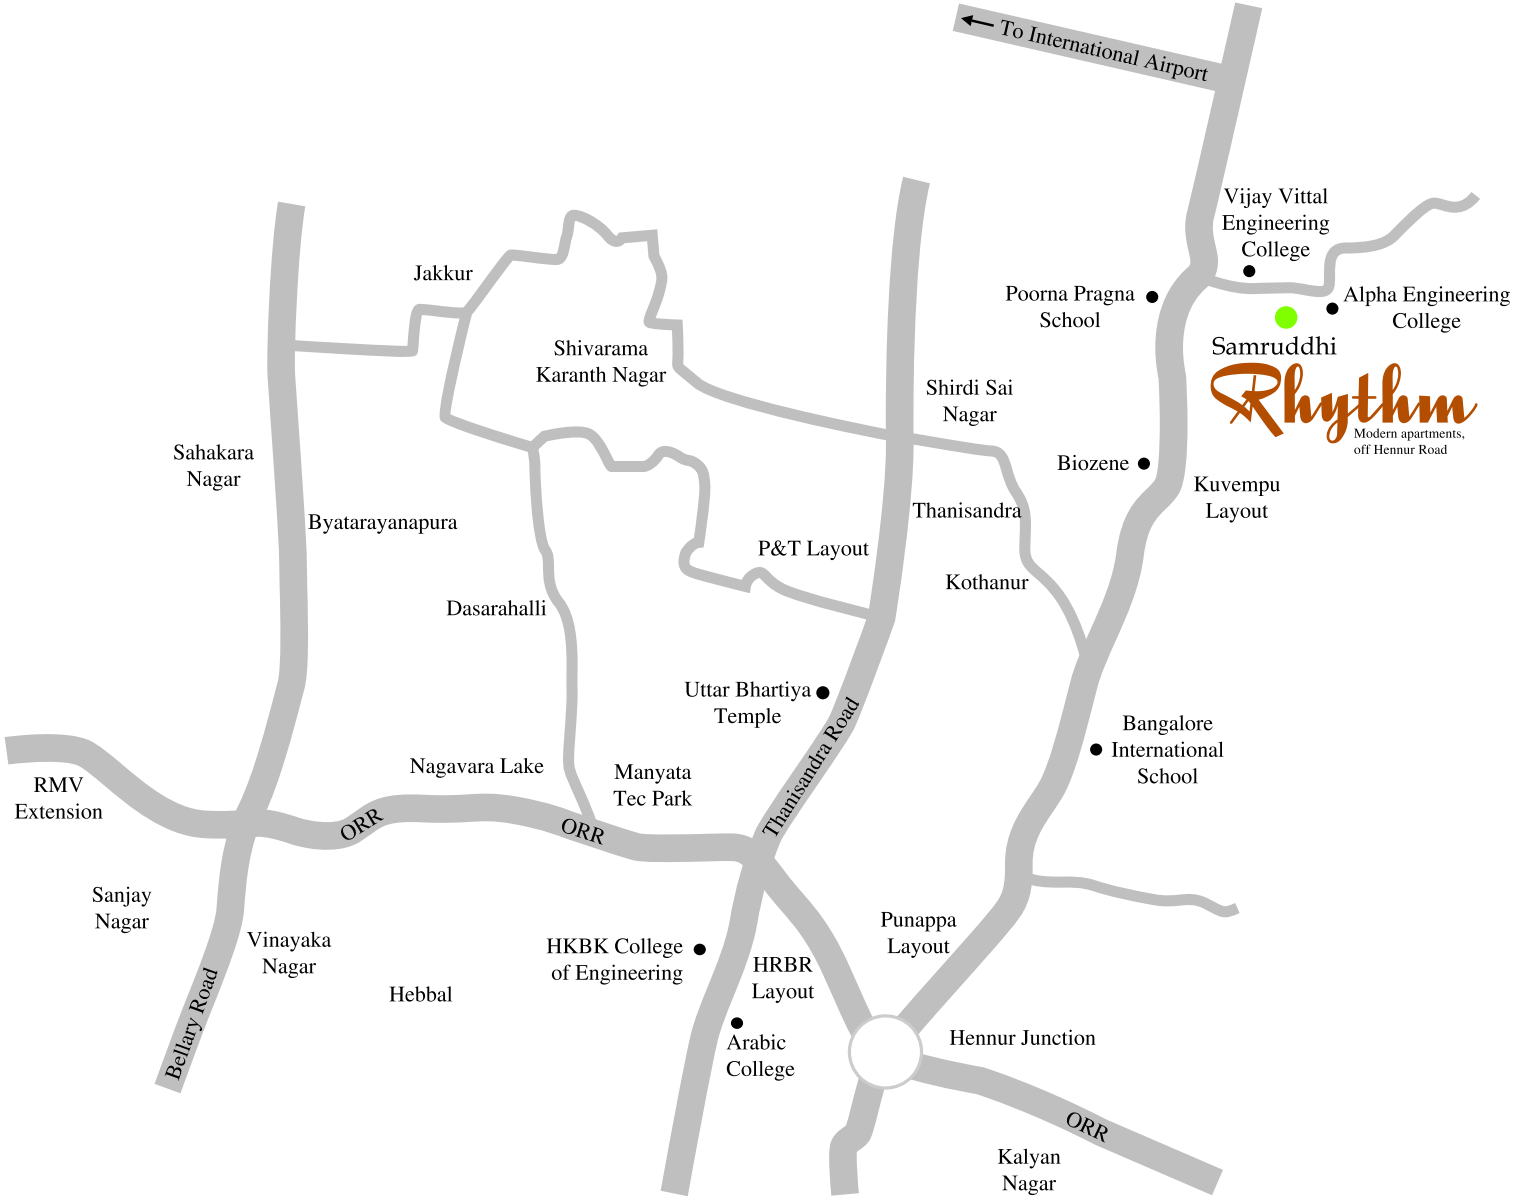 To International Airport
Vijay Vittal
Engineering
College
Jakkur
Poorna Pragna
School
Alpha Engineering
College
Samruddhi
Rhythm
Modern apartments,
off Hennur Road
Shivarama
Karanth Nagar
Shirdi Sai
Nagar
Sahakara
Nagar
Biozene
Kuvempu
Layout
Byatarayanapura
Thanisandra
P&T Layout
Kothanur
Dasarahalli
Uttar Bhartiya
Temple
Thanisandra Road
Bangalore
International
School
Nagavara Lake
Manyata
Tec Park
RMV
Extension
ORR
ORR
Sanjay
Nagar
Vinayaka
Nagar
Punappa
Layout
HKBK College
of Engineering
HRBR
Layout
Hebbal
Bellary Road
Arabic
College
Hennur Junction
ORR
Kalyan
Nagar